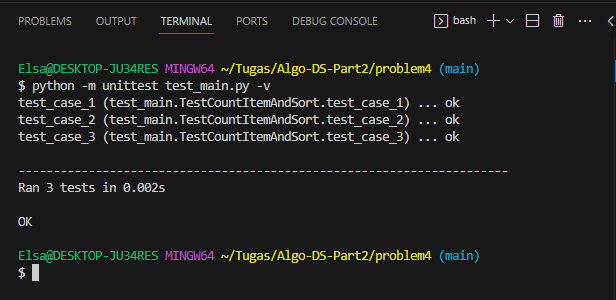 PROBLEMS OUTPUT TERMINAL PORTS DEBUG CONSOLE bash
Elsa@DESKTOP-JU34RES MINGW64 ~/Tugas/Algo-DS-Part2/problem4 (main)
$ python -m unittest test_main.py -v
test_case_1 (test_main.TestCountItemAndSort.test_case_1) ... ok
test_case_2 (test_main.TestCountItemAndSort.test_case_2) ... ok
test_case_3 (test_main.TestCountItemAndSort.test_case_3) ... ok
----------------------------------------------------------------------
Ran 3 tests in 0.002s
OK
Elsa@DESKTOP-JU34RES MINGW64 ~/Tugas/Algo-DS-Part2/problem4 (main)
$